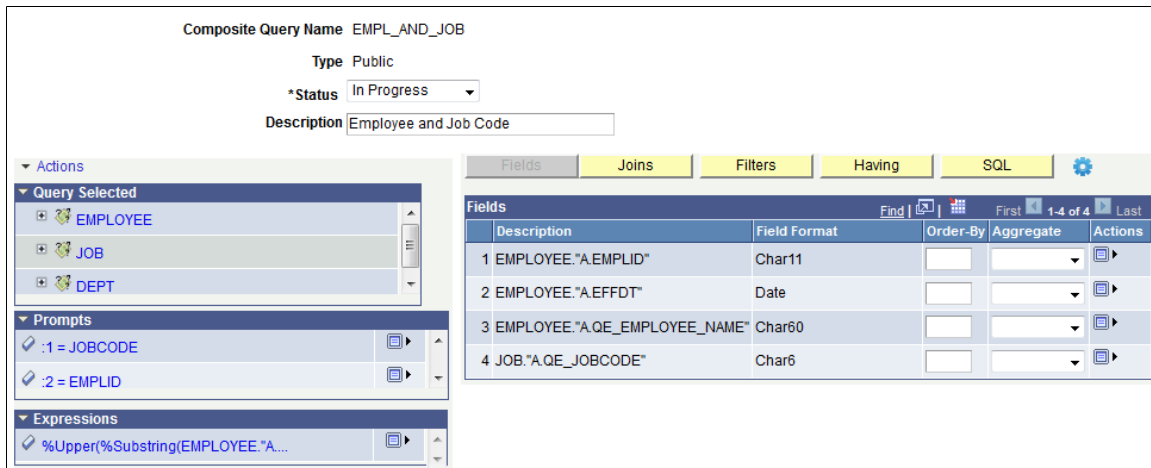 Composite Query Name EMPL_AND_JOB
Type Public
*Status In Progress
Description Employee and Job Code
Actions
Query Selected
EMPLOYEE
JOB
DEPT
Prompts
:1 = JOBCODE
:2 = EMPLID
Expressions
%Upper(%Substring(EMPLOYEE."A....
Fields Joins Filters Having SQL
Fields Find | | First 1-4 of 4 Last
Description Field Format Order-By Aggregate Actions
1 EMPLOYEE."A.EMPLID" Char11
2 EMPLOYEE."A.EFFDT" Date
3 EMPLOYEE."A.QE_EMPLOYEE_NAME" Char60
4 JOB."A.QE_JOBCODE" Char6